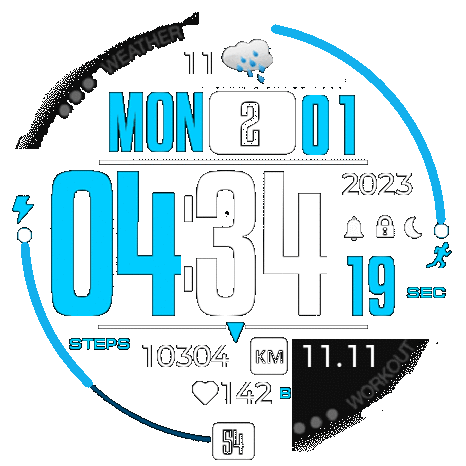 WEATHER
11
MON 2 01
2023
04:34
19 SEC
STEPS 10304 KM 11.11
142 B
WORKOUT
54